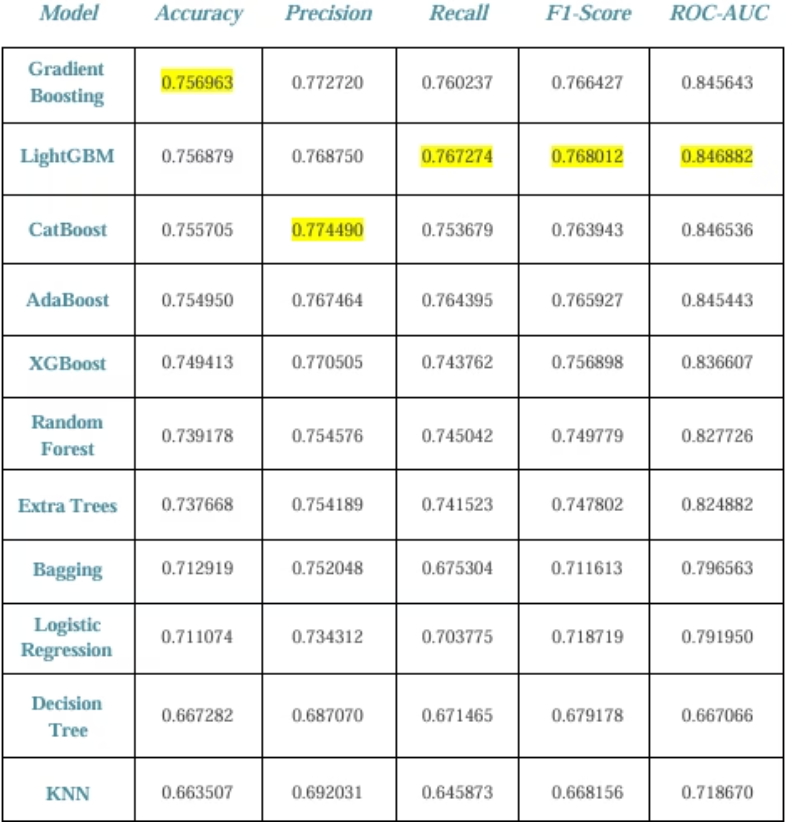 Model Accuracy Precision Recall F1-Score ROC-AUC
Gradient Boosting 0.756963 0.772720 0.760237 0.766427 0.845643
LightGBM 0.756879 0.768750 0.767274 0.768012 0.846882
CatBoost 0.755705 0.774490 0.753679 0.763943 0.846536
AdaBoost 0.754950 0.767464 0.764395 0.765927 0.845443
XGBoost 0.749413 0.770505 0.743762 0.756898 0.836607
Random Forest 0.739178 0.754576 0.745042 0.749779 0.827726
Extra Trees 0.737668 0.754189 0.741523 0.747802 0.824882
Bagging 0.712919 0.752048 0.675304 0.711613 0.796563
Logistic Regression 0.711074 0.734312 0.703775 0.718719 0.791950
Decision Tree 0.667282 0.687070 0.671465 0.679178 0.667066
KNN 0.663507 0.692031 0.645873 0.668156 0.718670